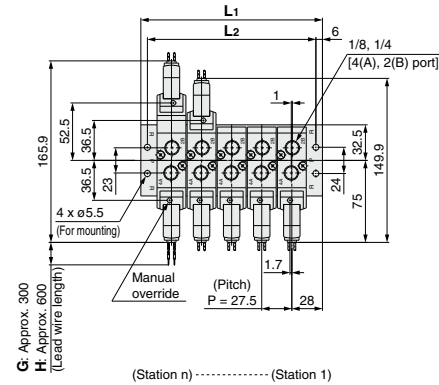 L1
L2
6
1/8, 1/4
[4(A), 2(B) port]
1
165.9
52.5
36.5
36.5
23
32.5
149.9
24
75
4 x ø5.5
(For mounting)
1.7
Manual
override
(Pitch)
P = 27.5
28
G: Approx. 300
H: Approx. 600
(Lead wire length)
(Station n) ---------- (Station 1)